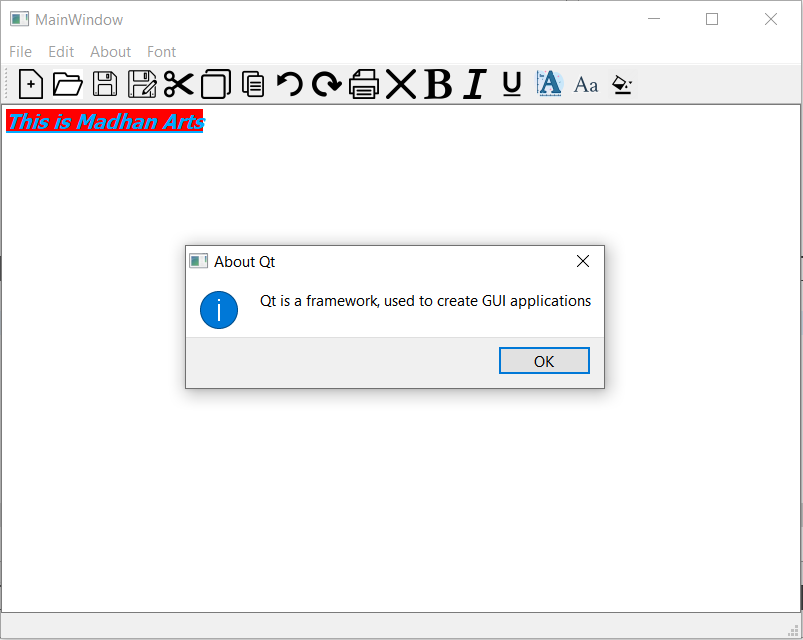 MainWindow
File Edit About Font
B I U A Aa
This is Madhan Arts
About Qt
Qt is a framework, used to create GUI applications
OK